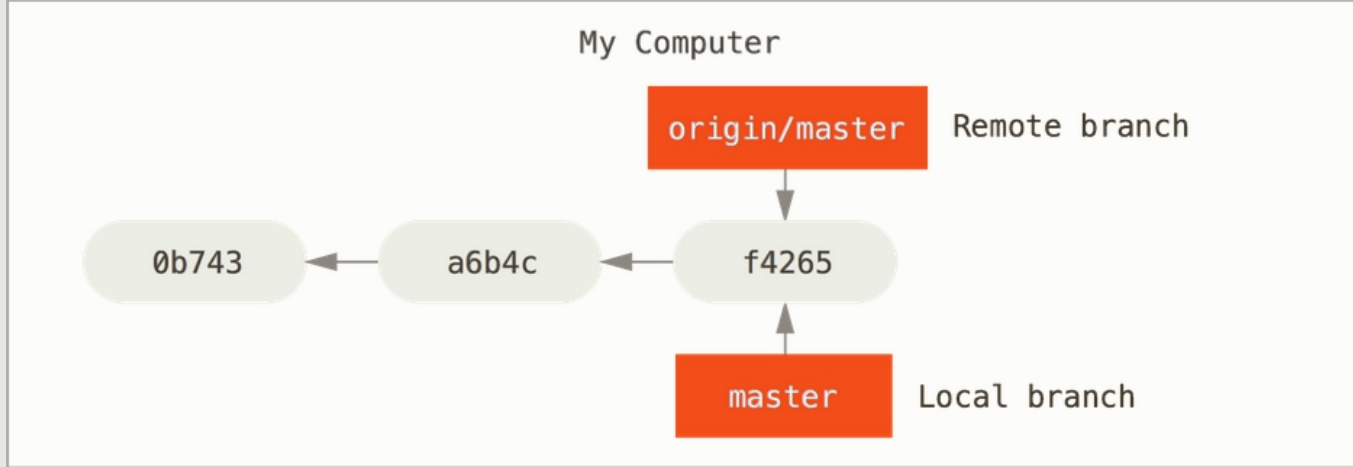 My Computer
origin/master Remote branch
0b743 a6b4c f4265
master Local branch